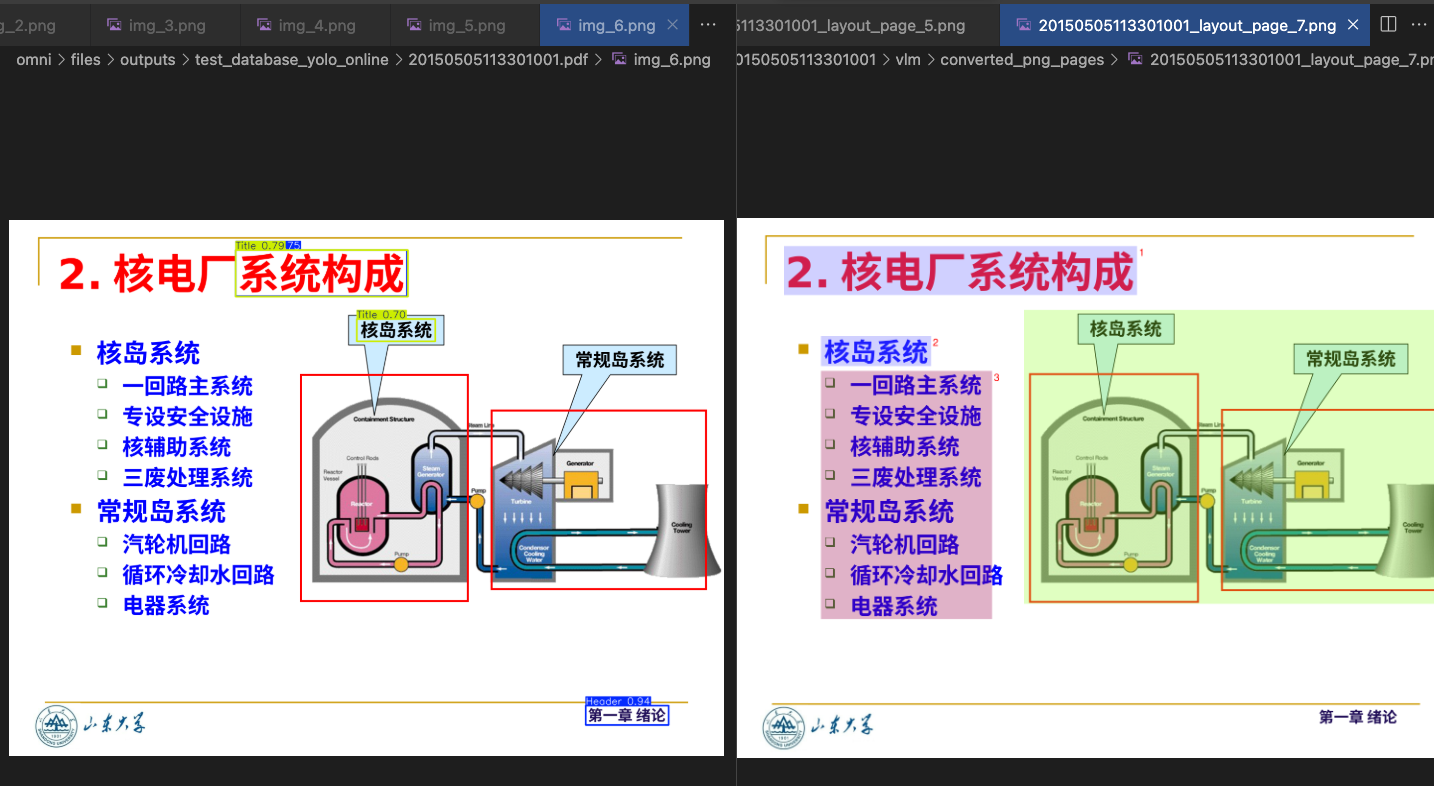 g_2.png
img_3.png
img_4.png
img_5.png
img_6.png
omni > files > outputs > test_database_yolo_online > 20150505113301001.pdf > img_6.png
Title 0.79 75
2. 核电厂系统构成
Title 0.70
核岛系统
常规岛系统
核岛系统
一回路主系统
专设安全设施
核辅助系统
三废处理系统
常规岛系统
汽轮机回路
循环冷却水回路
电器系统
Containment Structure
Steam Line
Control Rods
Reactor Vessel
Steam Generator
Generator
Pump
Turbine
Reactor
Cooling Tower
Condensor Cooling Water
Pump
山东大学
SHANDONG UNIVERSITY
1901
Header 0.94
第一章 绪论
5113301001_layout_page_5.png
20150505113301001_layout_page_7.png
0150505113301001 > vlm > converted_png_pages > 20150505113301001_layout_page_7.pn
2. 核电厂系统构成 1
核岛系统
常规岛系统
核岛系统 2
一回路主系统 3
专设安全设施
核辅助系统
三废处理系统
常规岛系统
汽轮机回路
循环冷却水回路
电器系统
Containment Structure
Steam Line
Control Rods
Reactor Vessel
Steam Generator
Generator
Pump
Turbine
Reactor
Cooling Tower
Condensor Cooling Water
Pump
山东大学
SHANDONG UNIVERSITY
1901
第一章 绪论